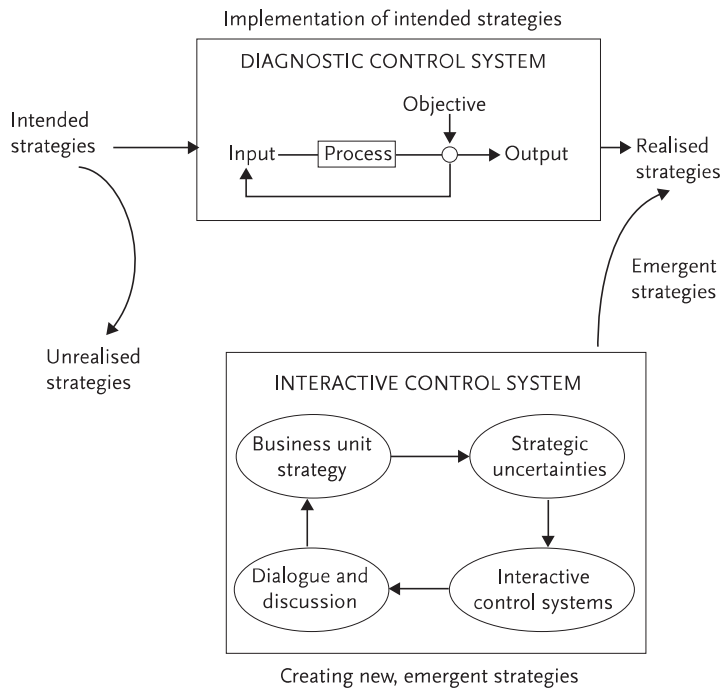 Implementation of intended strategies
DIAGNOSTIC CONTROL SYSTEM
Objective
Intended
strategies
Input
Process
Output
Realised
strategies
Emergent
strategies
Unrealised
strategies
INTERACTIVE CONTROL SYSTEM
Business unit
strategy
Strategic
uncertainties
Dialogue and
discussion
Interactive
control systems
Creating new, emergent strategies